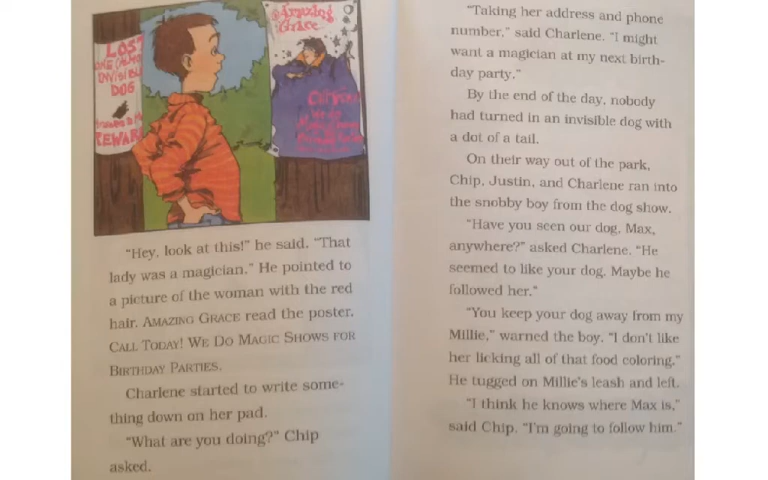 LOST
ONE
INVISIBLE
DOG
REWARD
Amazing
Grace
"Hey, look at this!" he said. "That
lady was a magician." He pointed to
a picture of the woman with the red
hair. AMAZING GRACE read the poster.
CALL TODAY! WE DO MAGIC SHOWS FOR
BIRTHDAY PARTIES.
Charlene started to write some-
thing down on her pad.
"What are you doing?" Chip
asked.
"Taking her address and phone
number," said Charlene. "I might
want a magician at my next birth-
day party."
By the end of the day, nobody
had turned in an invisible dog with
a dot of a tail.
On their way out of the park,
Chip, Justin, and Charlene ran into
the snobby boy from the dog show.
"Have you seen our dog, Max,
anywhere?" asked Charlene. "He
seemed to like your dog. Maybe he
followed her."
"You keep your dog away from my
Millie," warned the boy. "I don't like
her licking all of that food coloring."
He tugged on Millie's leash and left.
"I think he knows where Max is,"
said Chip. "I'm going to follow him."